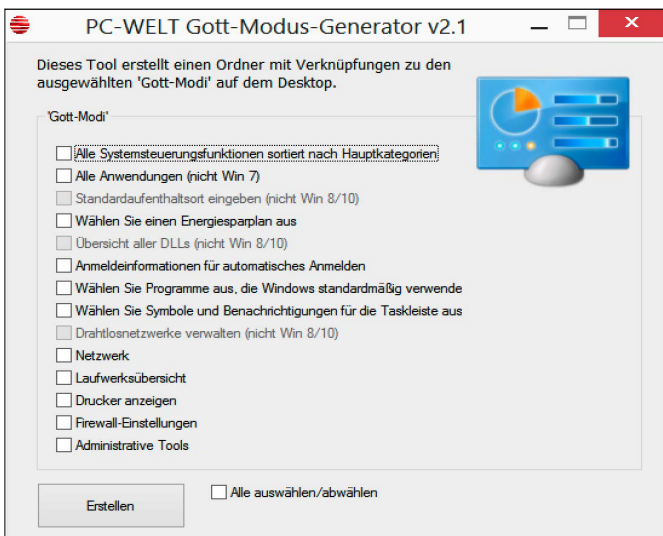 PC-WELT Gott-Modus-Generator v2.1
Dieses Tool erstellt einen Ordner mit Verknüpfungen zu den
ausgewählten 'Gott-Modi' auf dem Desktop.
'Gott-Modi'
Alle Systemsteuerungsfunktionen sortiert nach Hauptkategorien
Alle Anwendungen (nicht Win 7)
Standardaufenthaltsort eingeben (nicht Win 8/10)
Wählen Sie einen Energiesparplan aus
Übersicht aller DLLs (nicht Win 8/10)
Anmeldeinformationen für automatisches Anmelden
Wählen Sie Programme aus, die Windows standardmäßig verwende
Wählen Sie Symbole und Benachrichtigungen für die Taskleiste aus
Drahtlosnetzwerke verwalten (nicht Win 8/10)
Netzwerk
Laufwerksübersicht
Drucker anzeigen
Firewall-Einstellungen
Administrative Tools
Alle auswählen/abwählen
Erstellen